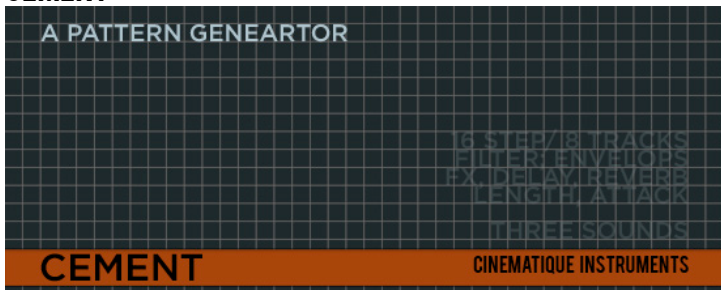 A PATTERN GENEARTOR
16 STEP/ 8 TRACKS
FILTER; ENVELOPS
FX, DELAY, REVERB
LENGTH, ATTACK
THREE SOUNDS
CEMENT
CINEMATIQUE INSTRUMENTS